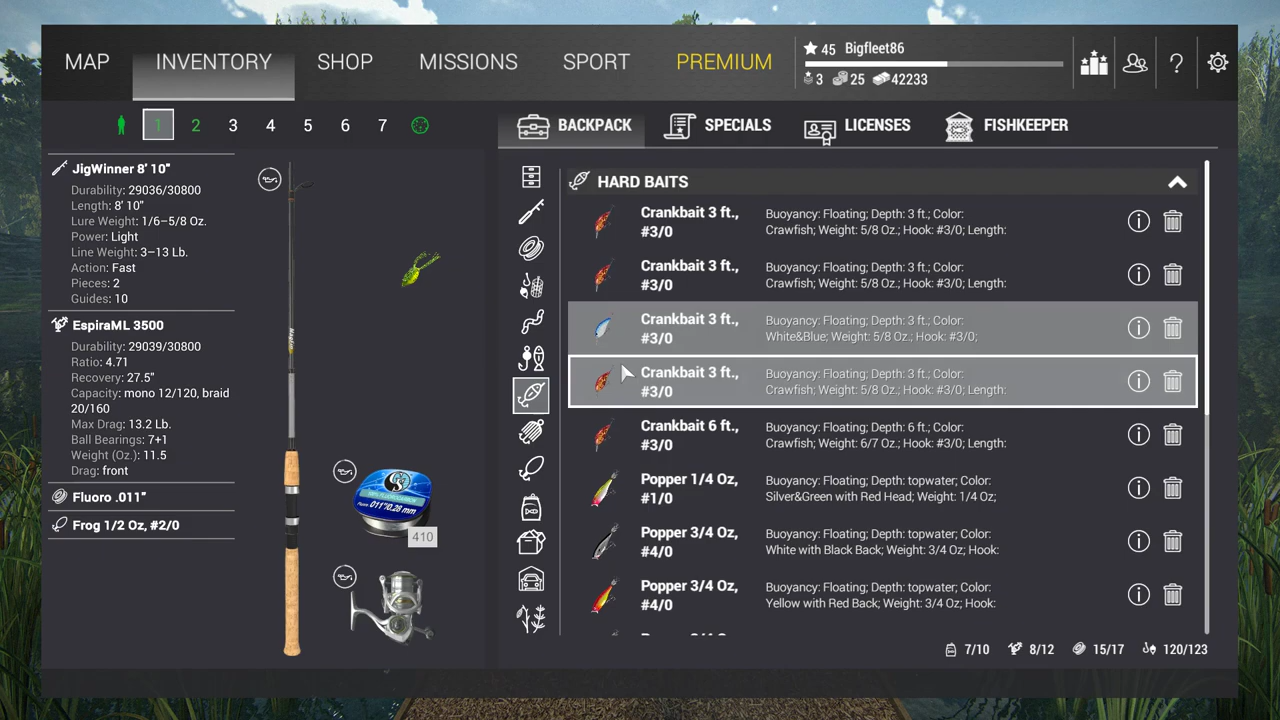 MAP
INVENTORY
SHOP
MISSIONS
SPORT
PREMIUM
45 Bigfleet86
3 25 42233
?
1 2 3 4 5 6 7
BACKPACK
SPECIALS
LICENSES
FISHKEEPER
JigWinner 8' 10"
Durability: 29036/30800
Length: 8' 10"
Lure Weight: 1/6–5/8 Oz.
Power: Light
Line Weight: 3–13 Lb.
Action: Fast
Pieces: 2
Guides: 10
EspiraML 3500
Durability: 29039/30800
Ratio: 4.71
Recovery: 27.5"
Capacity: mono 12/120, braid
20/160
Max Drag: 13.2 Lb.
Ball Bearings: 7+1
Weight (Oz.): 11.5
Drag: front
Fluoro .011"
Frog 1/2 Oz, #2/0
410
HARD BAITS
Crankbait 3 ft.,
#3/0
Buoyancy: Floating; Depth: 3 ft.; Color:
Crawfish; Weight: 5/8 Oz.; Hook: #3/0; Length:
Crankbait 3 ft.,
#3/0
Buoyancy: Floating; Depth: 3 ft.; Color:
Crawfish; Weight: 5/8 Oz.; Hook: #3/0; Length:
Crankbait 3 ft.,
#3/0
Buoyancy: Floating; Depth: 3 ft.; Color:
White&Blue; Weight: 5/8 Oz.; Hook: #3/0;
Crankbait 3 ft.,
#3/0
Buoyancy: Floating; Depth: 3 ft.; Color:
Crawfish; Weight: 5/8 Oz.; Hook: #3/0; Length:
Crankbait 6 ft.,
#3/0
Buoyancy: Floating; Depth: 6 ft.; Color:
Crawfish; Weight: 6/7 Oz.; Hook: #3/0; Length:
Popper 1/4 Oz,
#1/0
Buoyancy: Floating; Depth: topwater; Color:
Silver&Green with Red Head; Weight: 1/4 Oz;
Popper 3/4 Oz,
#4/0
Buoyancy: Floating; Depth: topwater; Color:
White with Black Back; Weight: 3/4 Oz; Hook:
Popper 3/4 Oz,
#4/0
Buoyancy: Floating; Depth: topwater; Color:
Yellow with Red Back; Weight: 3/4 Oz; Hook:
7/10 8/12 15/17 120/123